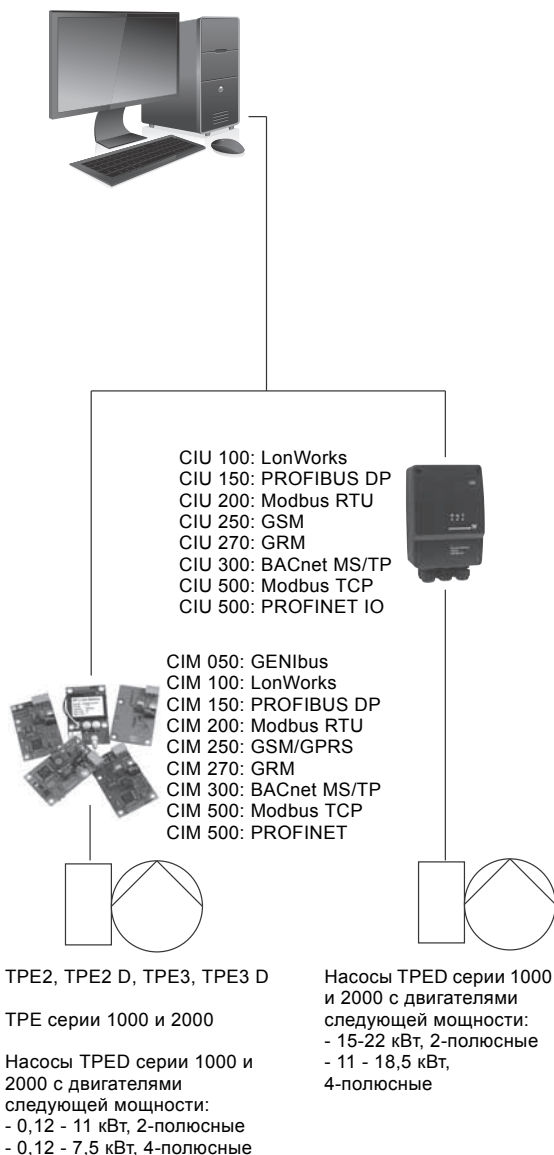 CIU 100: LonWorks
CIU 150: PROFIBUS DP
CIU 200: Modbus RTU
CIU 250: GSM
CIU 270: GRM
CIU 300: BACnet MS/TP
CIU 500: Modbus TCP
CIU 500: PROFINET IO
CIM 050: GENIbus
CIM 100: LonWorks
CIM 150: PROFIBUS DP
CIM 200: Modbus RTU
CIM 250: GSM/GPRS
CIM 270: GRM
CIM 300: BACnet MS/TP
CIM 500: Modbus TCP
CIM 500: PROFINET
TPE2, TPE2 D, TPE3, TPE3 D
TPE серии 1000 и 2000
Насосы TPED серии 1000 и
2000 с двигателями
следующей мощности:
- 0,12 - 11 кВт, 2-полюсные
- 0,12 - 7,5 кВт, 4-полюсные
Насосы TPED серии 1000
и 2000 с двигателями
следующей мощности:
- 15-22 кВт, 2-полюсные
- 11 - 18,5 кВт,
4-полюсные